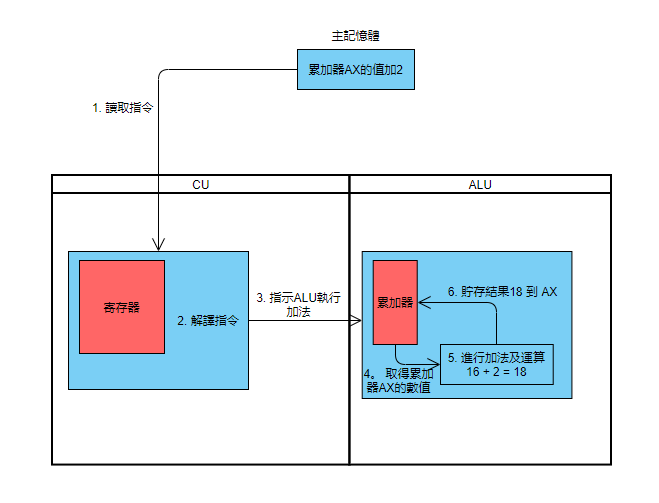 主記憶體
累加器AX的值加2
1. 讀取指令
CU
ALU
寄存器
2. 解譯指令
3. 指示ALU執行
加法
累加器
6. 貯存結果18 到 AX
4。 取得累加
器AX的數值
5. 進行加法及運算
16 + 2 = 18